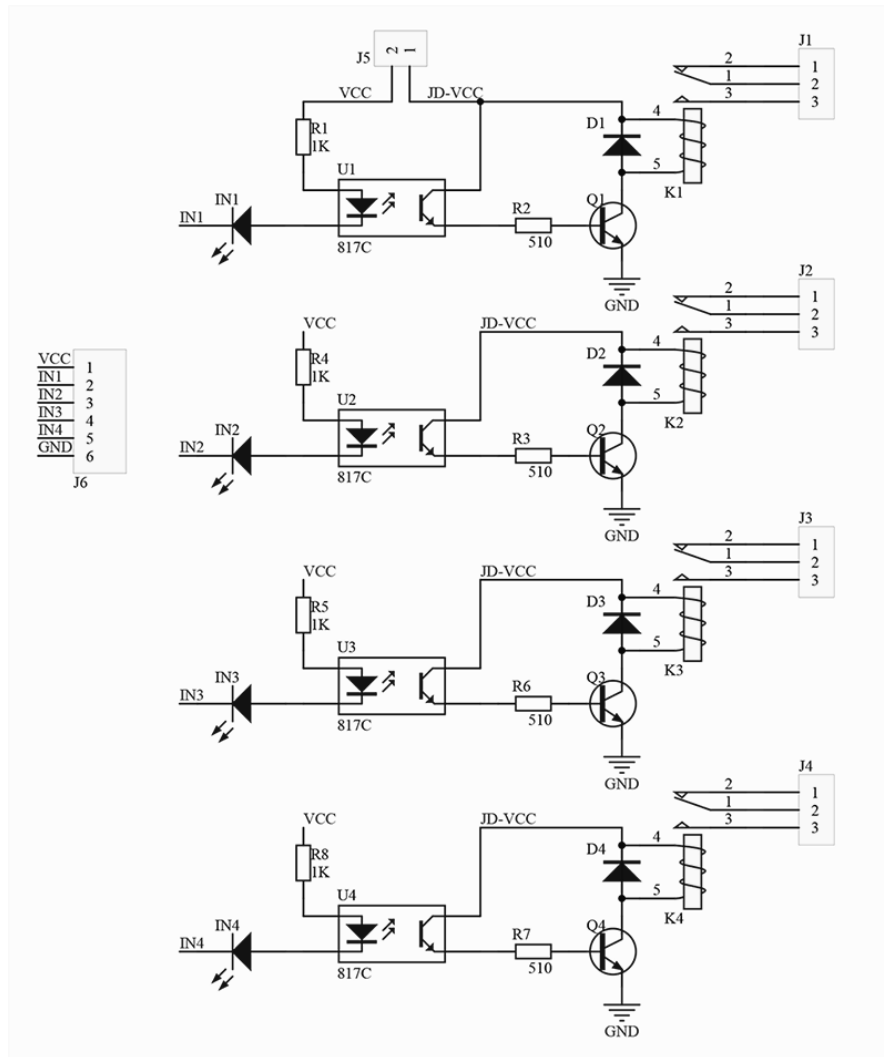 J1
J5
2 1
2 1
1 2
3 3
VCC JD-VCC
R1
1K
D1
4
5
K1
U1
817C
IN1
IN1
R2
510
Q1
GND
J2
2 1
1 2
3 3
VCC
JD-VCC
R4
1K
D2
4
5
K2
U2
817C
IN2
IN2
R3
510
Q2
GND
VCC 1
IN1 2
IN2 3
IN3 4
IN4 5
GND 6
J6
J3
2 1
1 2
3 3
VCC
JD-VCC
R5
1K
D3
4
5
K3
U3
817C
IN3
IN3
R6
510
Q3
GND
J4
2 1
1 2
3 3
VCC
JD-VCC
R8
1K
D4
4
5
K4
U4
817C
IN4
IN4
R7
510
Q4
GND